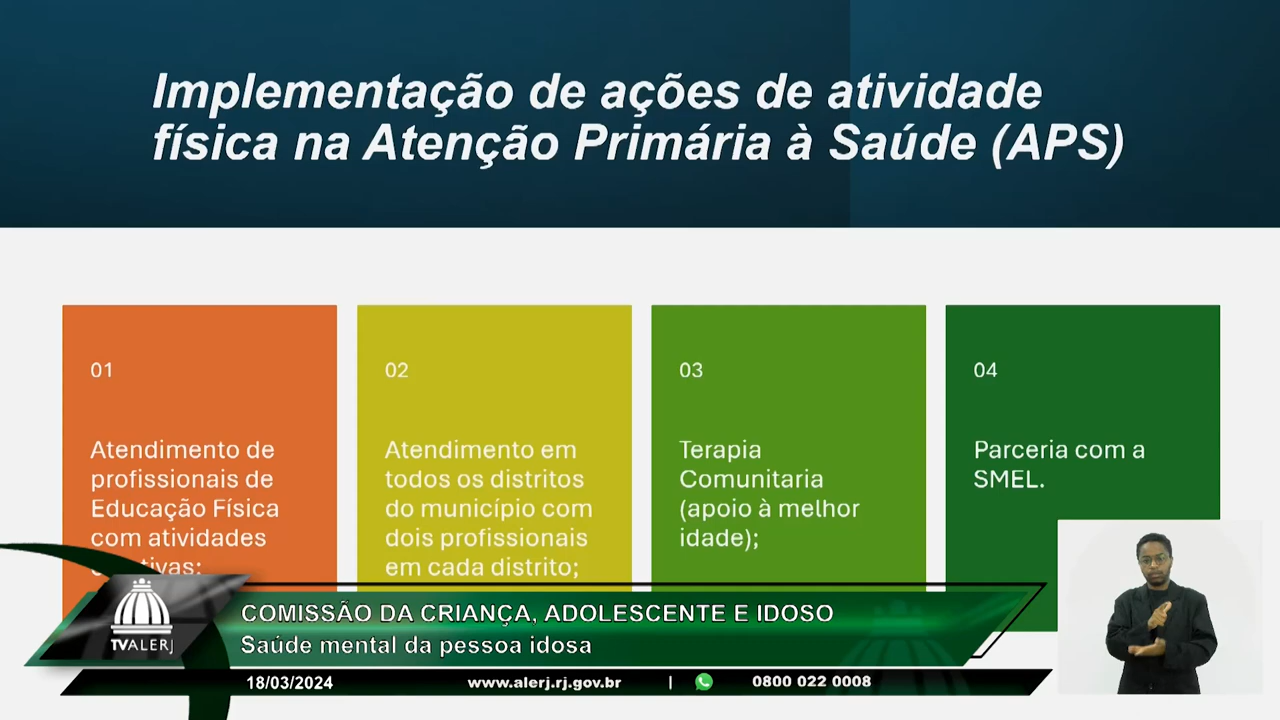 Implementação de ações de atividade
física na Atenção Primária à Saúde (APS)
01
Atendimento de
profissionais de
Educação Física
com atividades
02
Atendimento em
todos os distritos
do município com
dois profissionais
em cada distrito;
03
Terapia
Comunitaria
(apoio à melhor
idade);
04
Parceria com a
SMEL.
TVALERJ
COMISSÃO DA CRIANÇA, ADOLESCENTE E IDOSO
Saúde mental da pessoa idosa
18/03/2024
www.alerj.rj.gov.br | 0800 022 0008